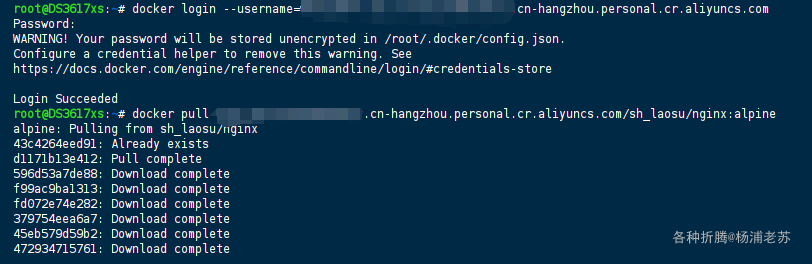 root@DS3617xs:~# docker login --username= .cn-hangzhou.personal.cr.aliyuncs.com
Password:
WARNING! Your password will be stored unencrypted in /root/.docker/config.json.
Configure a credential helper to remove this warning. See
https://docs.docker.com/engine/reference/commandline/login/#credentials-store
Login Succeeded
root@DS3617xs:~# docker pull .cn-hangzhou.personal.cr.aliyuncs.com/sh_laosu/nginx:alpine
alpine: Pulling from sh_laosu/nginx
43c4264eed91: Already exists
d1171b13e412: Pull complete
596d53a7de88: Download complete
f99ac9ba1313: Download complete
fd072e74e282: Download complete
379754eea6a7: Download complete
45eb579d59b2: Download complete
472934715761: Download complete
各种折腾@杨浦老苏